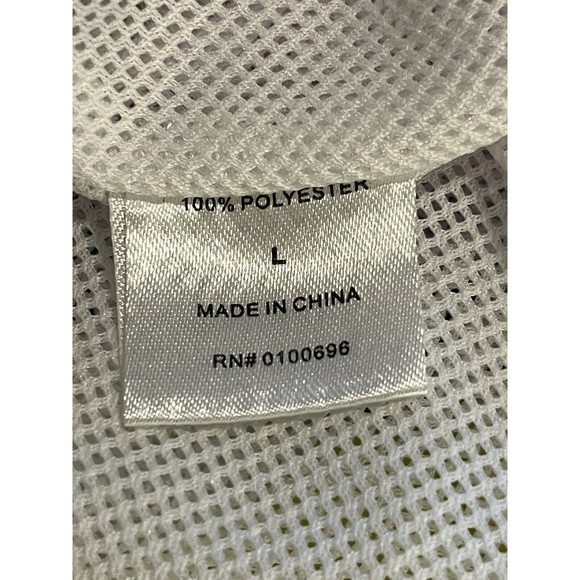 100% POLYESTER
L
MADE IN CHINA
RN# 0100696